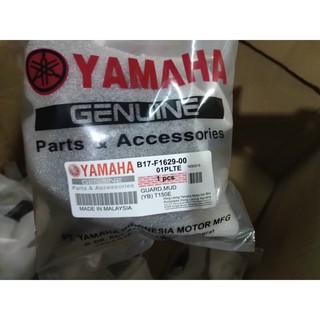 YAMAHA
GENUINE
Parts & Accessories
YAMAHA
B17-F1629-00
01PLTE
GENUINE
1 pcs
Parts & Accessories
GUARD,MUD
(YB) T150E
MADE IN MALAYSIA
INDONESIA MOTOR MFG